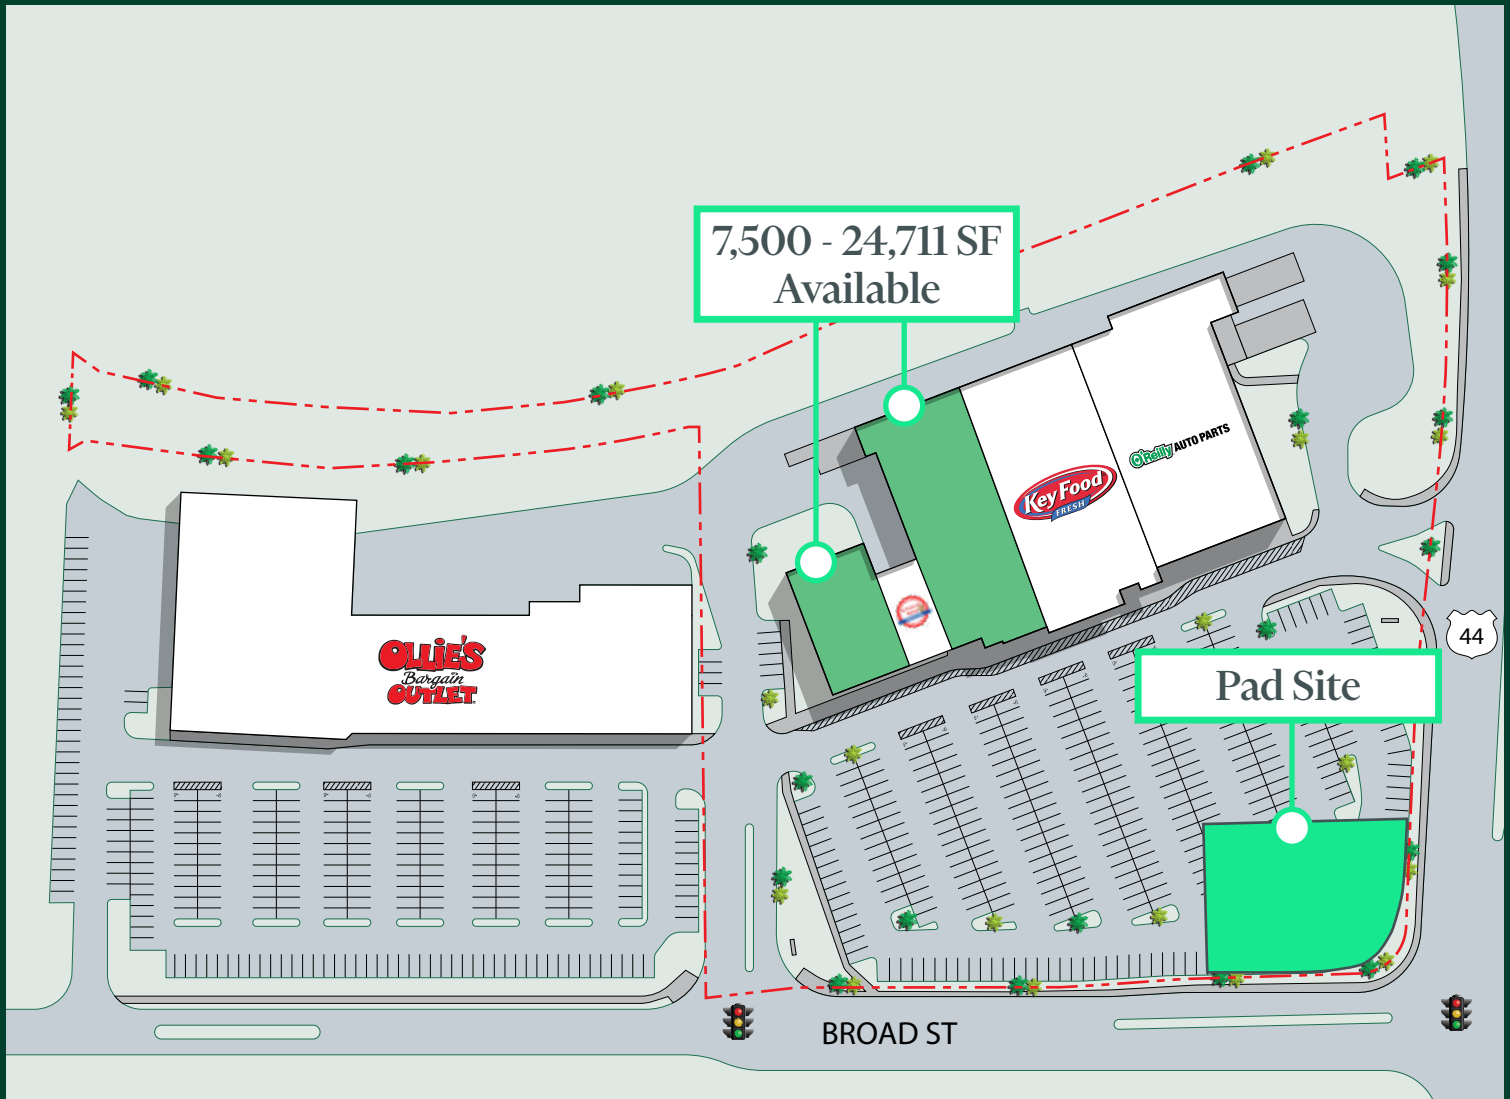 7,500 - 24,711 SF
Available
O'Reilly AUTO PARTS
Key Food
FRESH
OLLIE'S
Bargain
OUTLET
44
Pad Site
BROAD ST